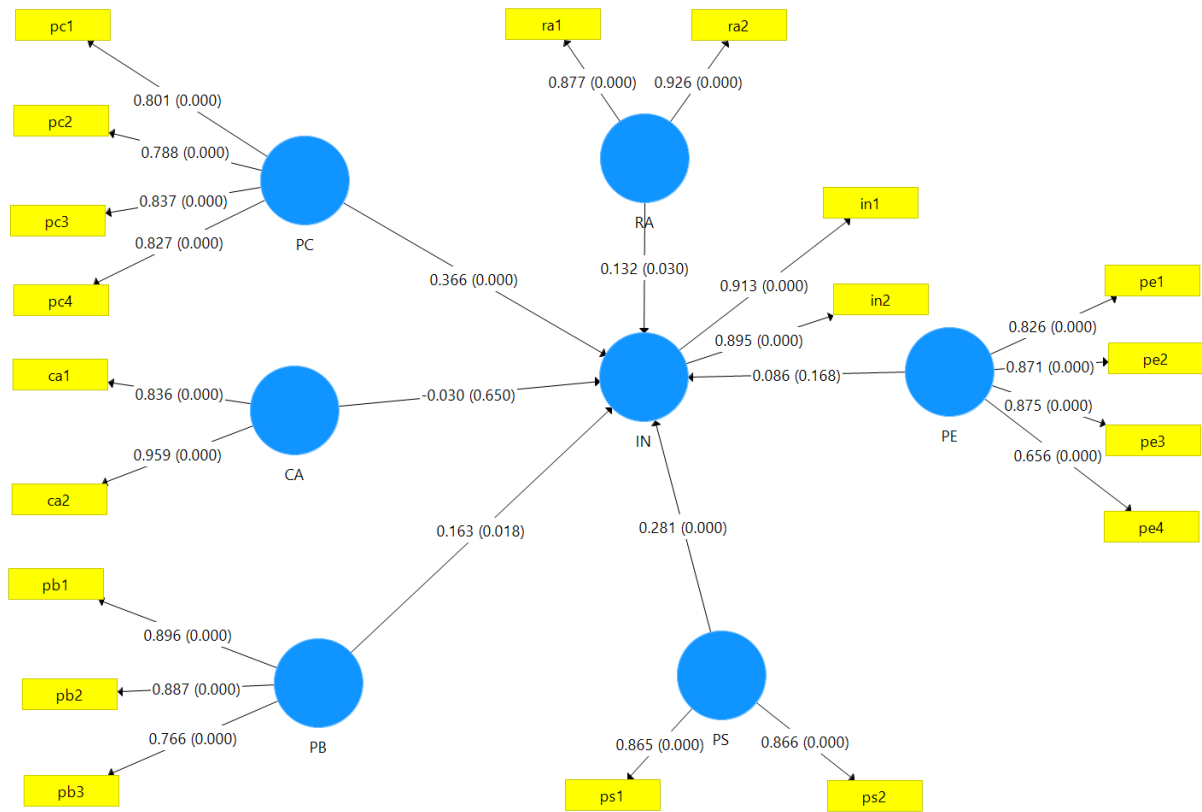 pc1
ra1
ra2
0.877 (0.000)
0.926 (0.000)
0.801 (0.000)
pc2
0.788 (0.000)
pc3
0.837 (0.000)
in1
RA
0.827 (0.000)
PC
0.132 (0.030)
0.366 (0.000)
0.913 (0.000)
pe1
pc4
in2
0.826 (0.000)
0.895 (0.000)
pe2
0.871 (0.000)
ca1
0.086 (0.168)
0.836 (0.000)
-0.030 (0.650)
0.875 (0.000)
IN
PE
pe3
0.959 (0.000)
0.656 (0.000)
CA
ca2
pe4
0.163 (0.018)
0.281 (0.000)
pb1
0.896 (0.000)
pb2
0.887 (0.000)
0.766 (0.000)
PB
PS
0.865 (0.000)
0.866 (0.000)
pb3
ps1
ps2